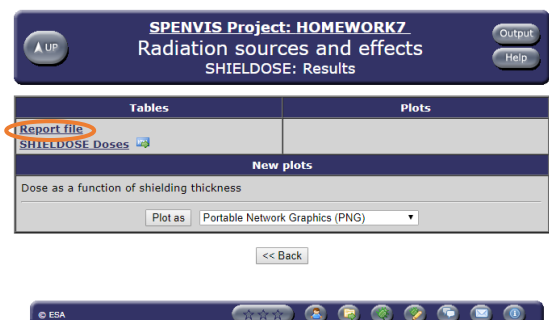 SPENVIS Project: HOMEWORK7
UP
Radiation sources and effects
SHIELDOSE: Results
Output
Help
Tables
Plots
Report file
SHIELDOSE Doses
New plots
Dose as a function of shielding thickness
Plot as
Portable Network Graphics (PNG)
<< Back
© ESA